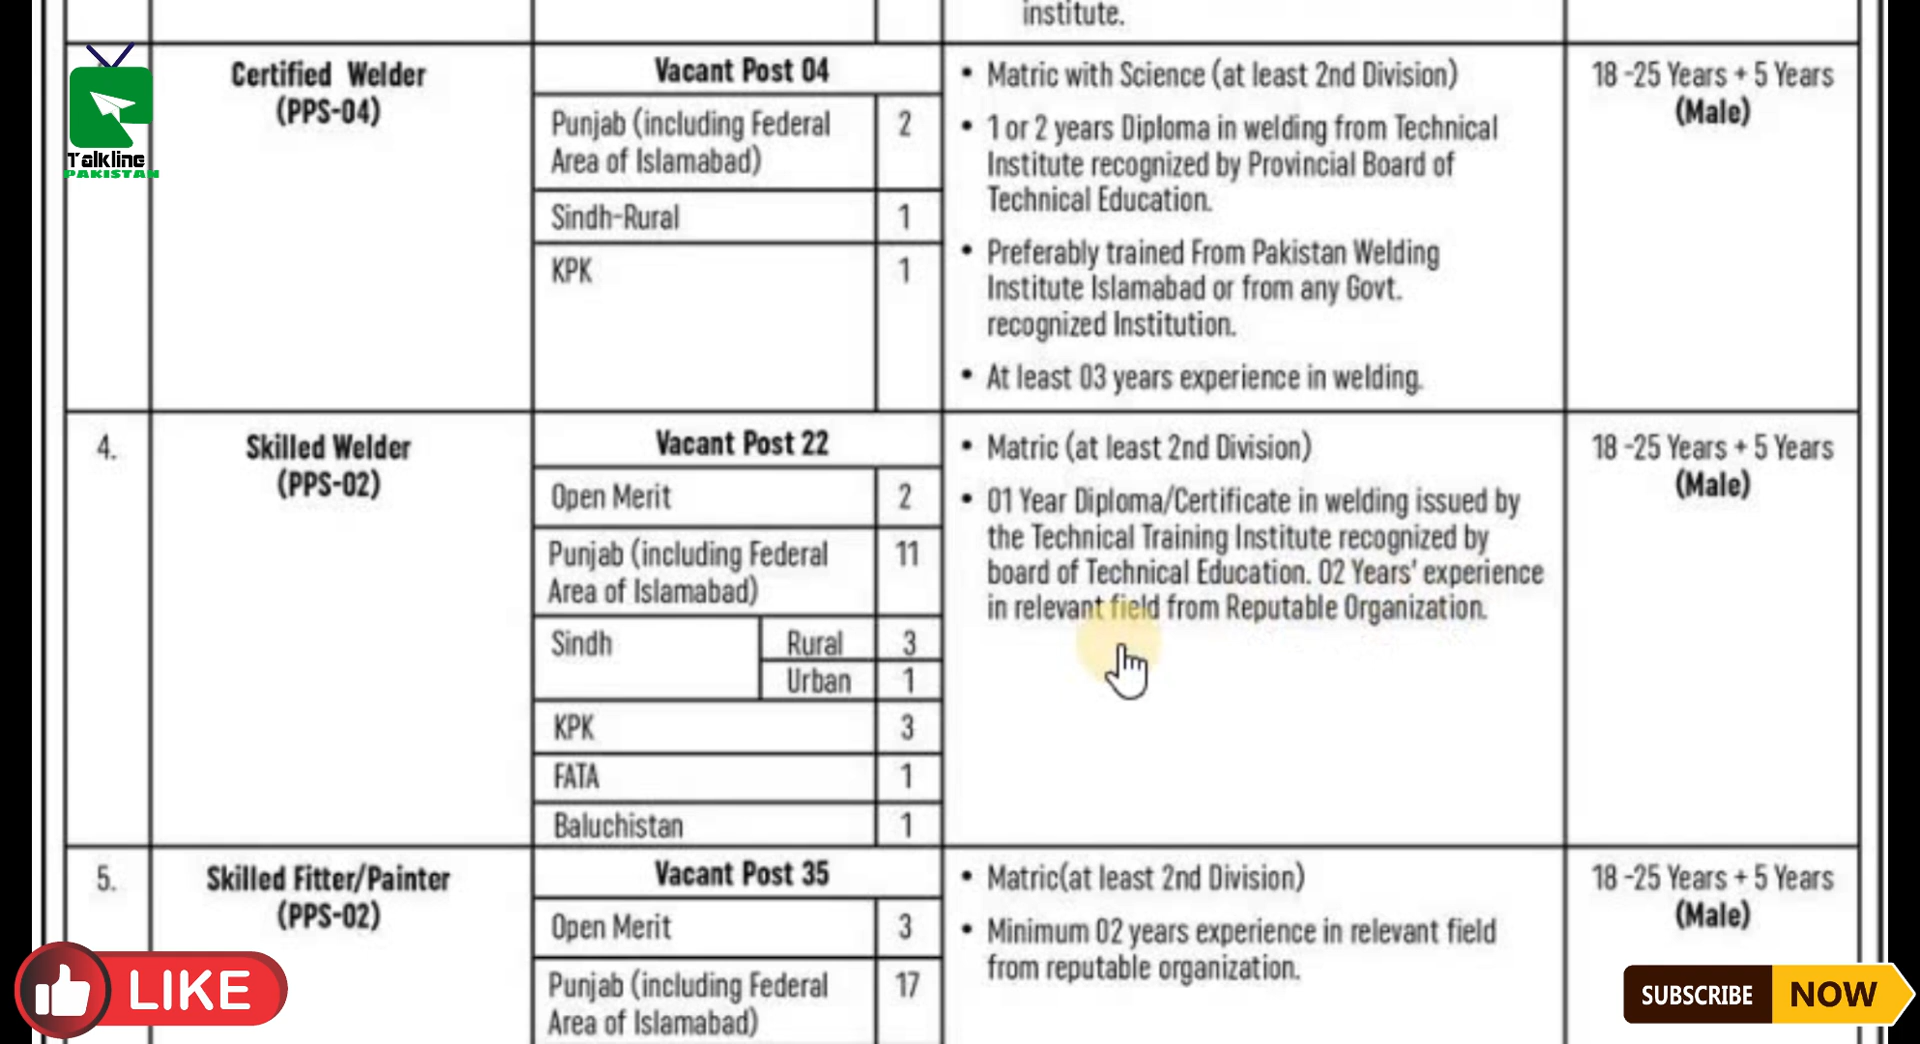 institute.
Certified Welder
(PPS-04)
Vacant Post 04
Punjab (including Federal
Area of Islamabad)
2
Sindh-Rural
1
KPK
1
• Matric with Science (at least 2nd Division)
• 1 or 2 years Diploma in welding from Technical
Institute recognized by Provincial Board of
Technical Education.
• Preferably trained From Pakistan Welding
Institute Islamabad or from any Govt.
recognized Institution.
• At least 03 years experience in welding.
18 -25 Years + 5 Years
(Male)
Talkline
PAKISTAN
4.
Skilled Welder
(PPS-02)
Vacant Post 22
Open Merit
2
Punjab (including Federal
Area of Islamabad)
11
Sindh
Rural
3
Urban
1
KPK
3
FATA
1
Baluchistan
1
• Matric (at least 2nd Division)
• 01 Year Diploma/Certificate in welding issued by
the Technical Training Institute recognized by
board of Technical Education. 02 Years' experience
in relevant field from Reputable Organization.
18 -25 Years + 5 Years
(Male)
5.
Skilled Fitter/Painter
(PPS-02)
Vacant Post 35
Open Merit
3
Punjab (including Federal
Area of Islamabad)
17
• Matric(at least 2nd Division)
• Minimum 02 years experience in relevant field
from reputable organization.
18 -25 Years + 5 Years
(Male)
LIKE
SUBSCRIBE NOW